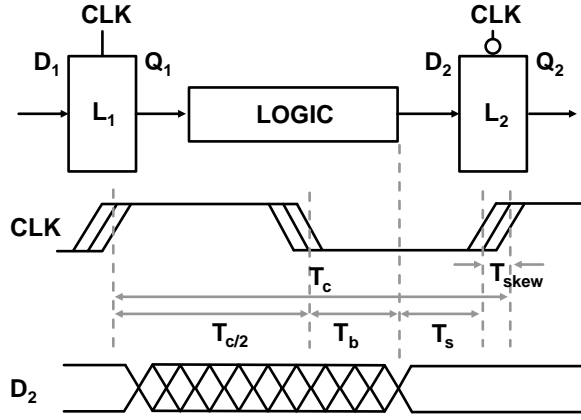 CLK
CLK
D1
Q1
D2
Q2
L1
LOGIC
L2
CLK
Tc
Tskew
Tc/2
Tb
Ts
D2